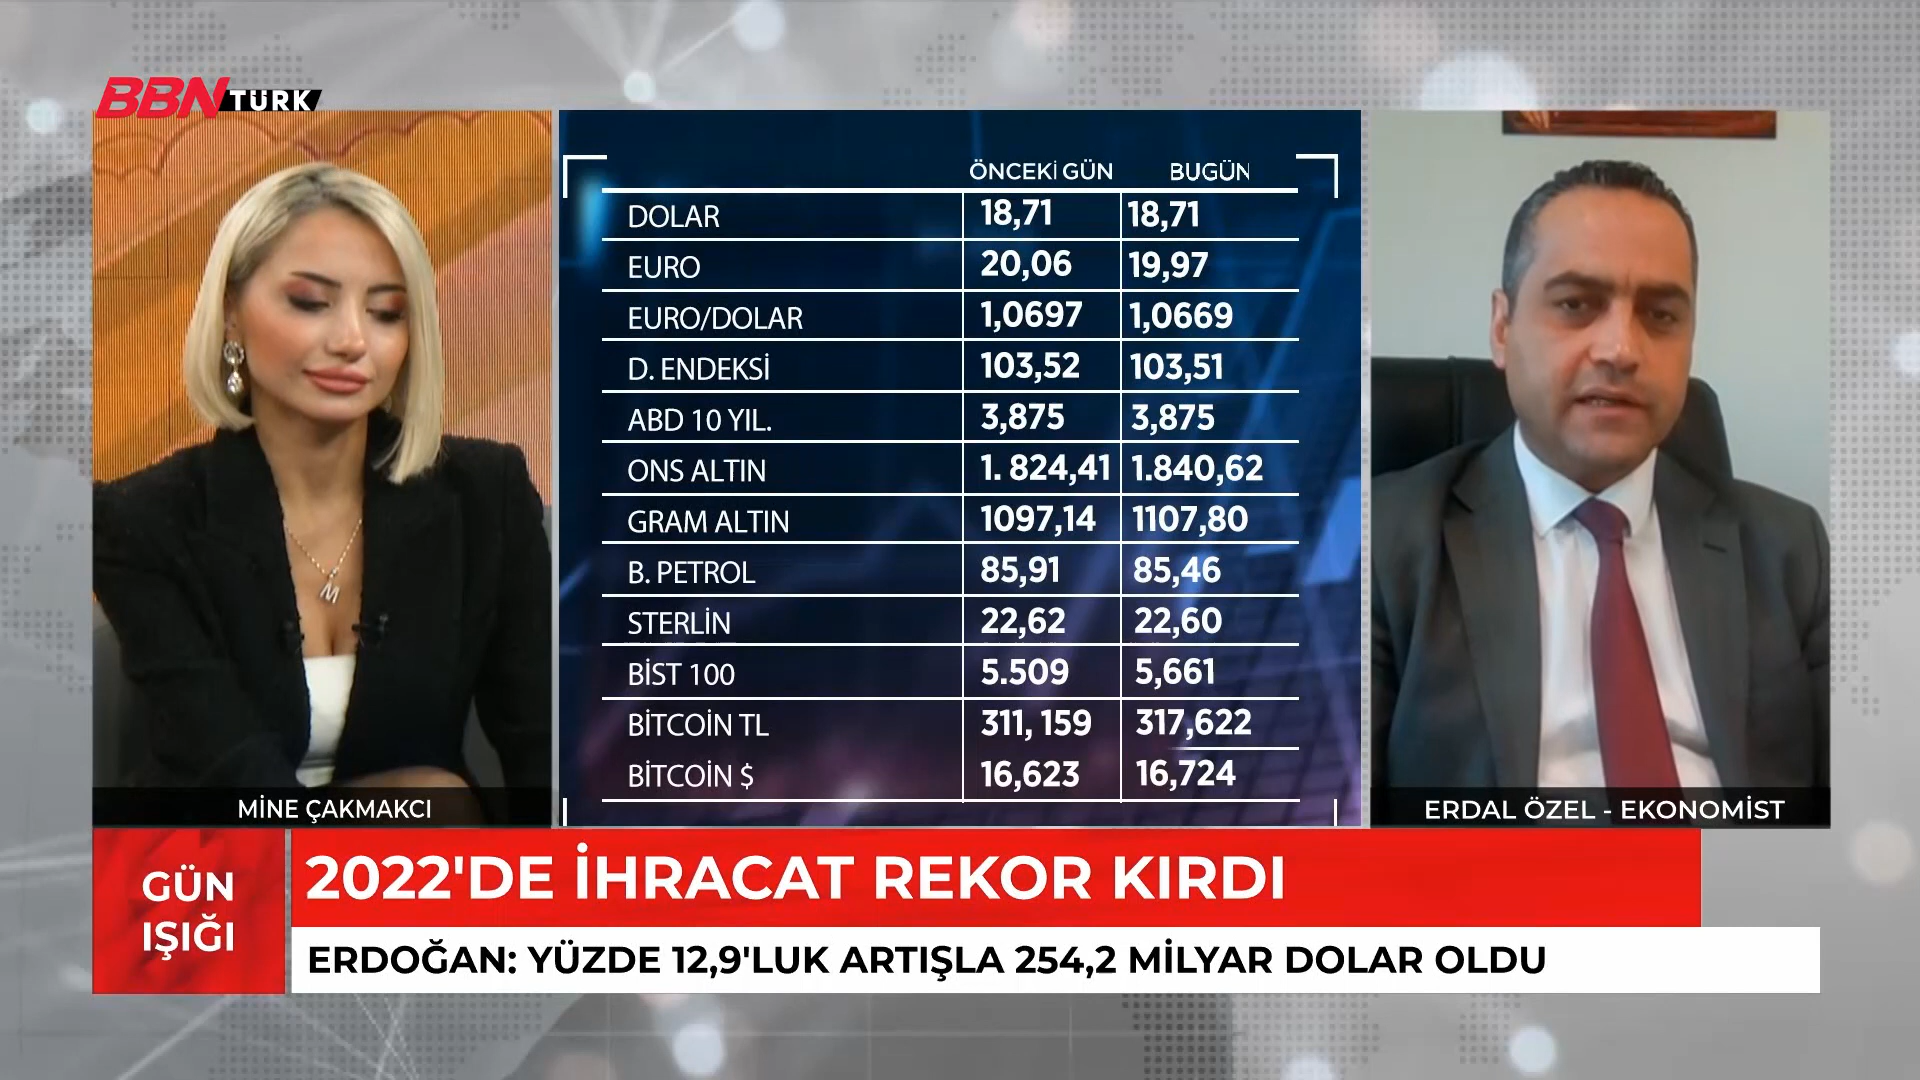 BBN TÜRK
ÖNCEKİ GÜN BUGÜN
DOLAR 18,71 18,71
EURO 20,06 19,97
EURO/DOLAR 1,0697 1,0669
D. ENDEKSİ 103,52 103,51
ABD 10 YIL. 3,875 3,875
ONS ALTIN 1. 824,41 1.840,62
GRAM ALTIN 1097,14 1107,80
B. PETROL 85,91 85,46
STERLİN 22,62 22,60
BİST 100 5.509 5,661
BİTCOİN TL 311, 159 317,622
BİTCOİN $ 16,623 16,724
M
MİNE ÇAKMAKCI
ERDAL ÖZEL - EKONOMİST
GÜN
IŞIĞI
2022'DE İHRACAT REKOR KIRDI
ERDOĞAN: YÜZDE 12,9'LUK ARTIŞLA 254,2 MİLYAR DOLAR OLDU